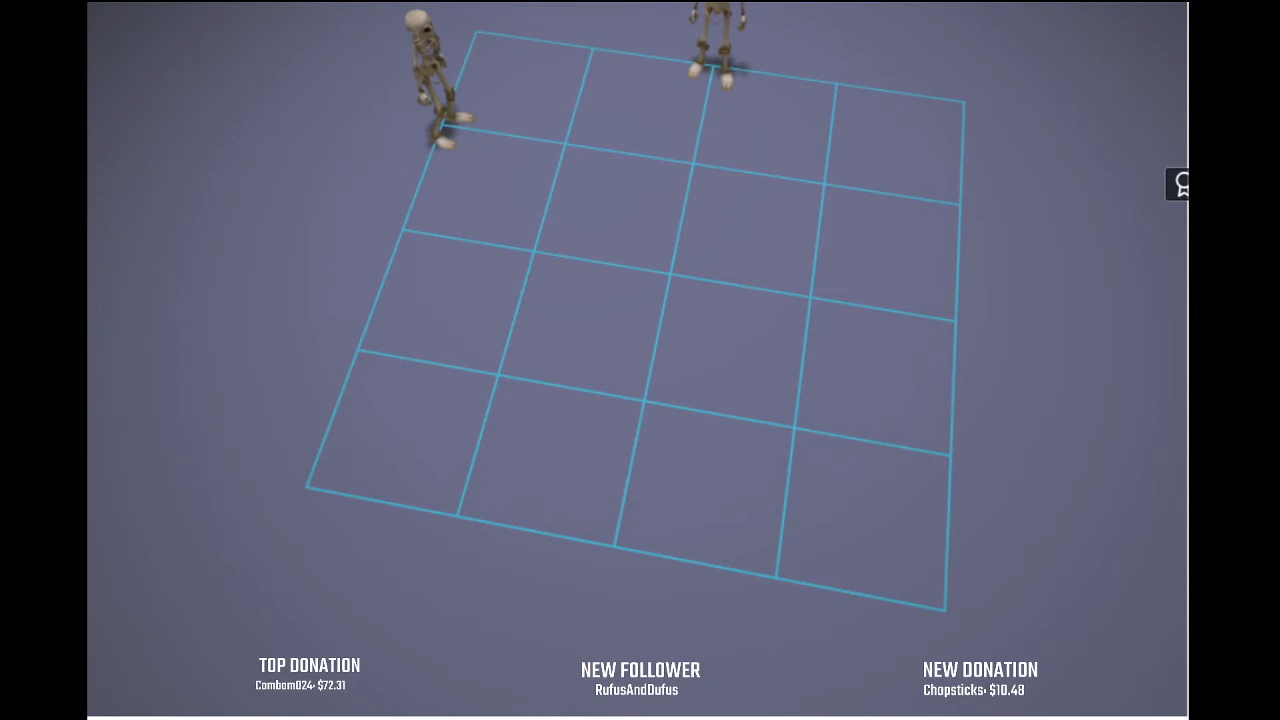 TOP DONATION
Combom024: $72.31
NEW FOLLOWER
RufusAndDufus
NEW DONATION
Chopsticks: $10.48